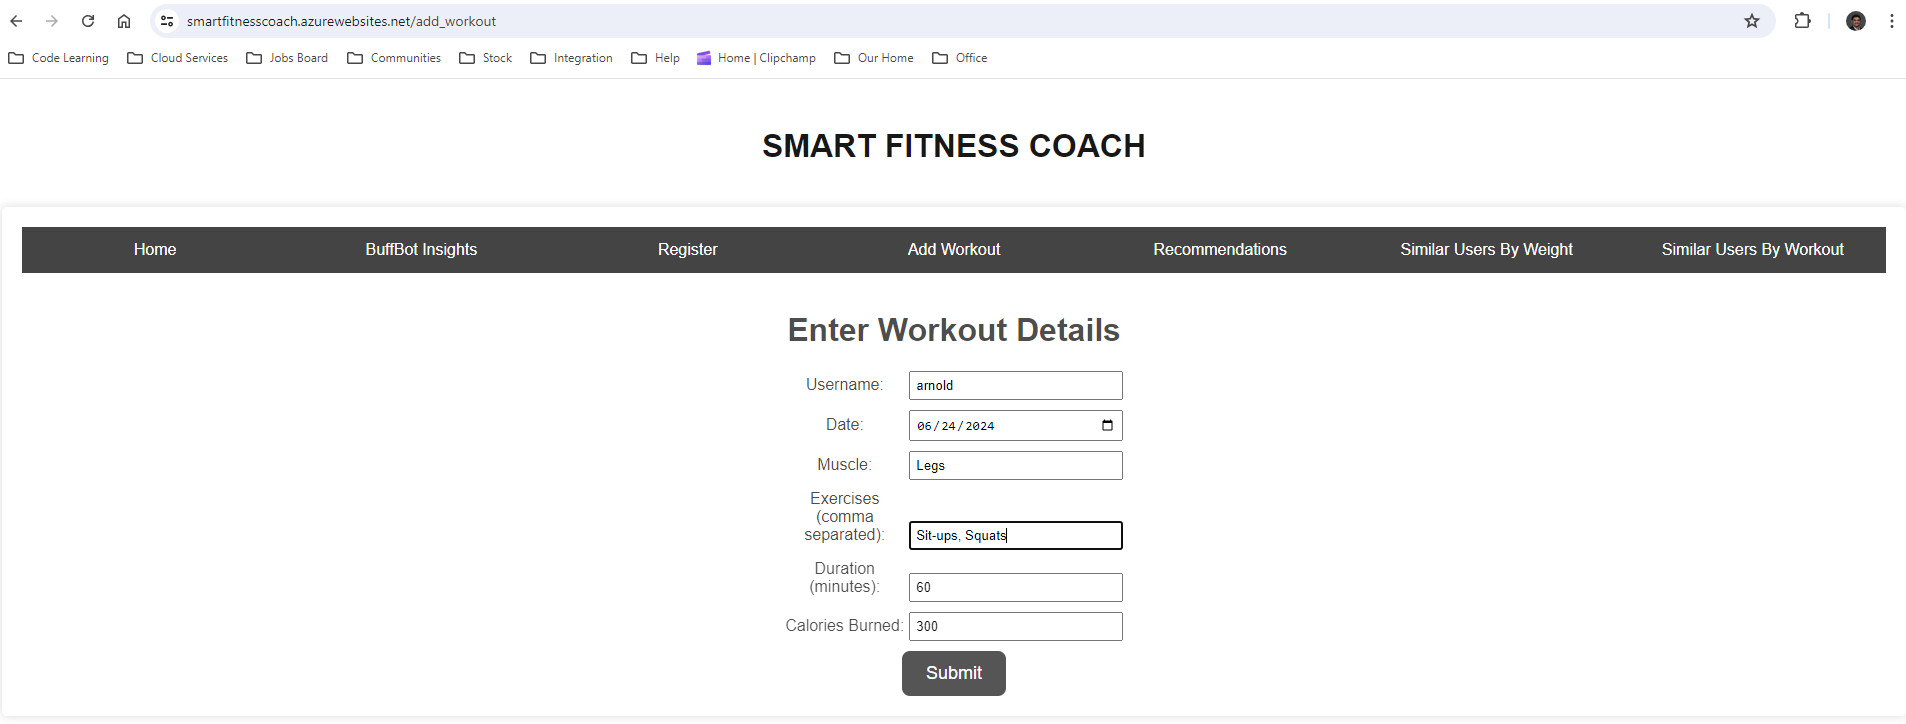 smartfitnesscoach.azurewebsites.net/add_workout
Code Learning Cloud Services Jobs Board Communities Stock Integration Help Home | Clipchamp Our Home Office
SMART FITNESS COACH
Home BuffBot Insights Register Add Workout Recommendations Similar Users By Weight Similar Users By Workout
Enter Workout Details
Username: arnold
Date: 06/24/2024
Muscle: Legs
Exercises
(comma
separated): Sit-ups, Squats
Duration
(minutes): 60
Calories Burned: 300
Submit